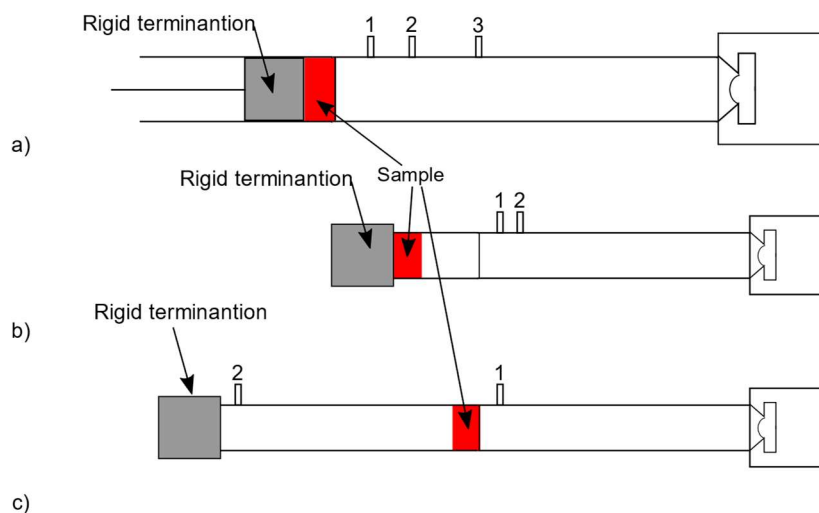 Rigid terminantion
1 2 3
a)
Sample
Rigid terminantion
1 2
b)
Rigid terminantion
2 1
c)